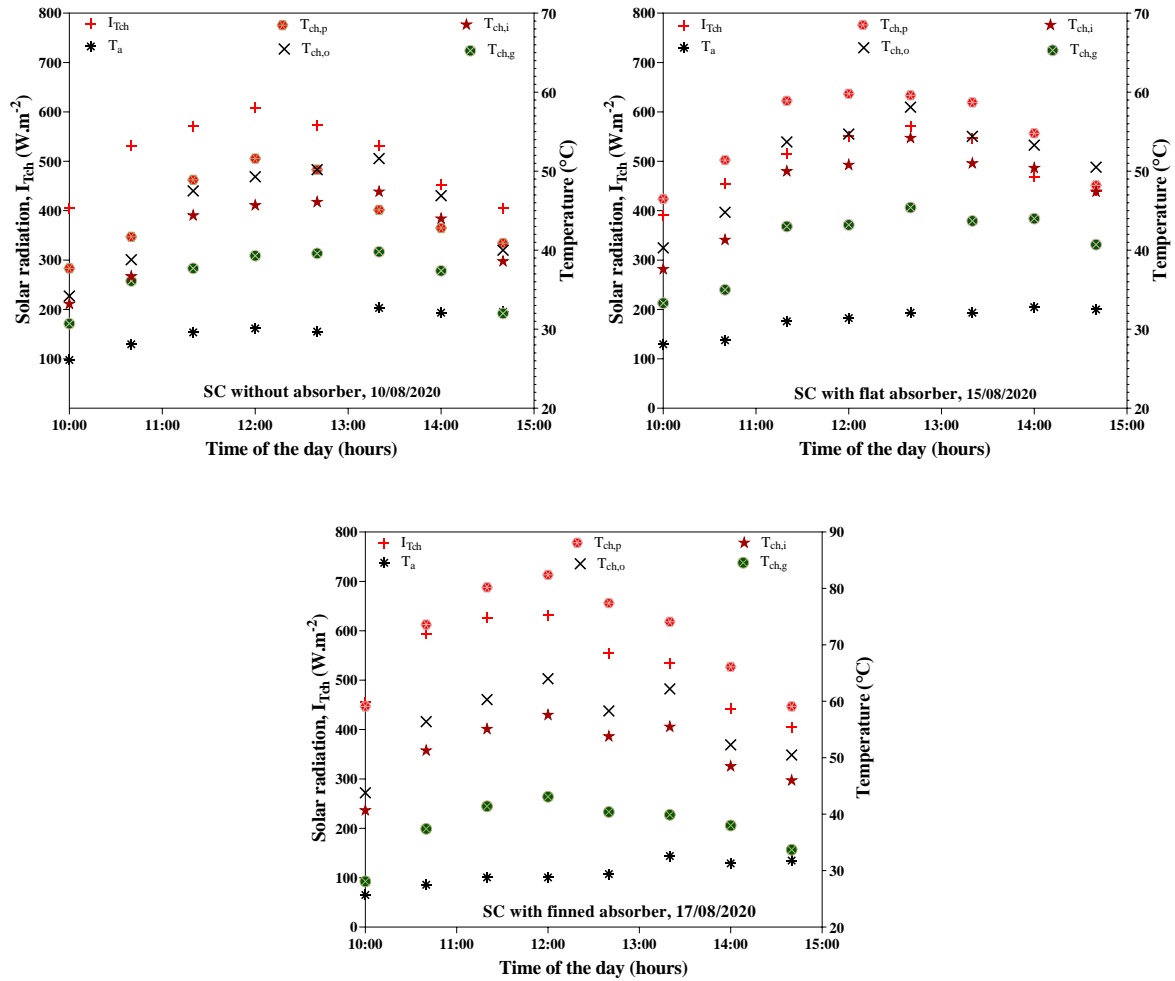 800
700
600
500
400
300
200
100
Solar radiation, I_Tch (W.m⁻²)
I_Tch
T_ch,p
T_ch,i
T_a
T_ch,o
T_ch,g
70
60
50
40
30
20
Temperature (°C)
SC without absorber, 10/08/2020
10:00 11:00 12:00 13:00 14:00 15:00
Time of the day (hours)
800
700
600
500
400
300
200
100
0
Solar radiation, I_Tch (W.m⁻²)
I_Tch
T_ch,p
T_ch,i
T_a
T_ch,o
T_ch,g
70
60
50
40
30
20
Temperature (°C)
SC with flat absorber, 15/08/2020
10:00 11:00 12:00 13:00 14:00 15:00
Time of the day (hours)
800
700
600
500
400
300
200
100
0
Solar radiation, I_Tch (W.m⁻²)
I_Tch
T_ch,p
T_ch,i
T_a
T_ch,o
T_ch,g
90
80
70
60
50
40
30
20
Temperature (°C)
SC with finned absorber, 17/08/2020
10:00 11:00 12:00 13:00 14:00 15:00
Time of the day (hours)